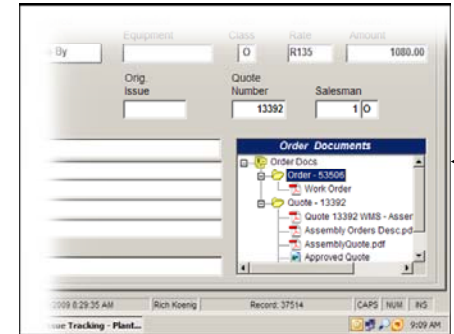 Equipment Class Rate Amount
By O R135 1080.00
Orig. Quote
Issue Number Salesman
13392 1 O
Order Documents
Order Docs
Order - 53506
Work Order
Quote - 13392
Quote 13392 WMS - Asser
Assembly Orders Desc.pd
AssemblyQuote.pdf
Approved Quote
2009 8:29:35 AM Rich Koenig Record: 37514 CAPS NUM INS
ue Tracking - Plant... 9:09 AM